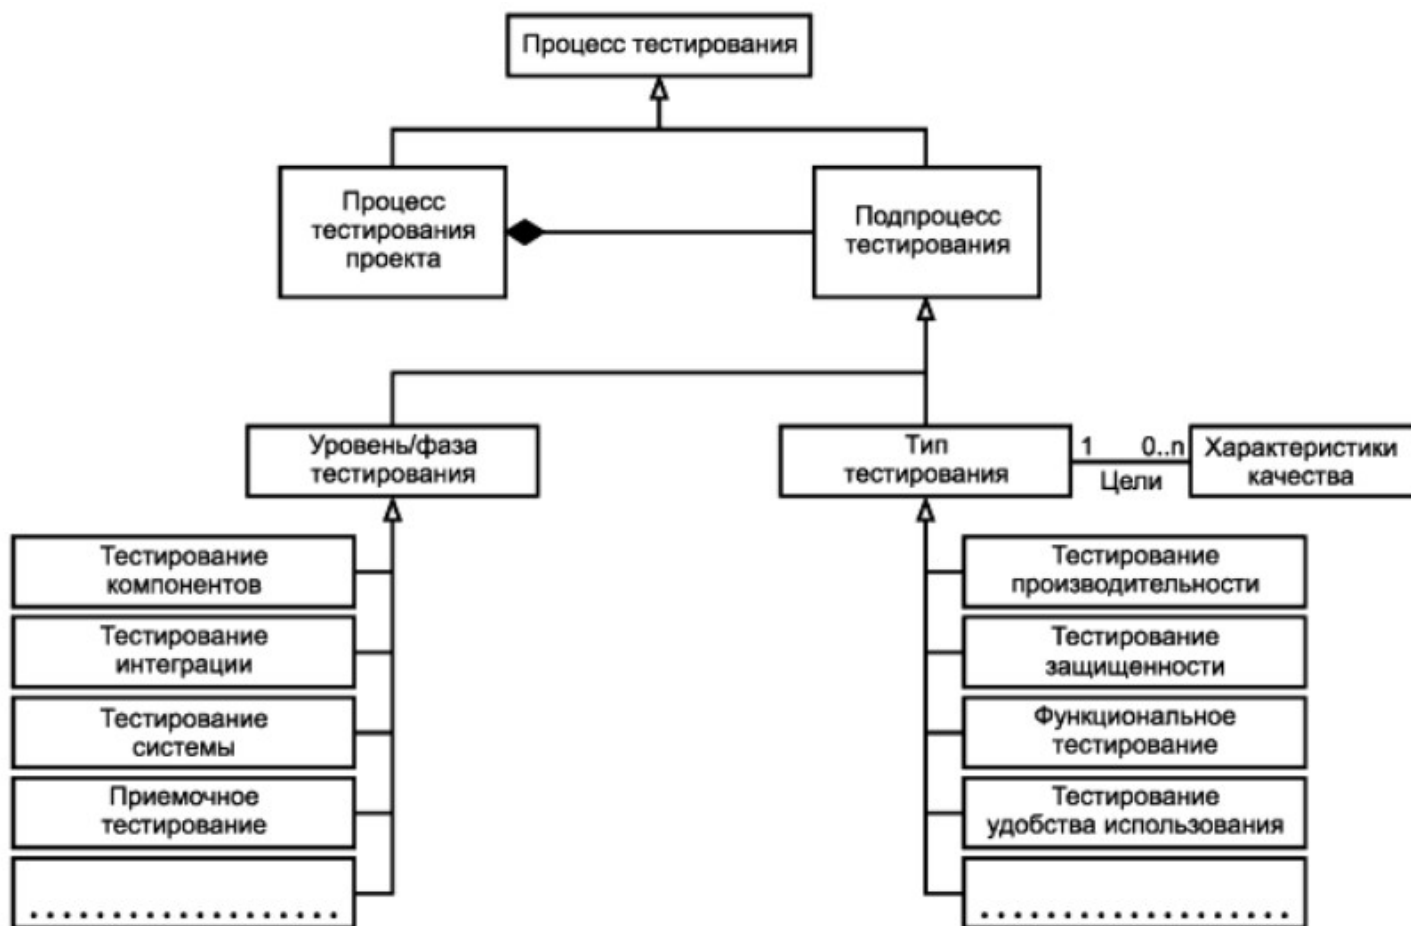 Процесс тестирования
Процесс
тестирования
проекта
Подпроцесс
тестирования
Уровень/фаза
тестирования
Тип
тестирования
1
0..n
Цели
Характеристики
качества
Тестирование
компонентов
Тестирование
интеграции
Тестирование
системы
Приемочное
тестирование
....................
Тестирование
производительности
Тестирование
защищенности
Функциональное
тестирование
Тестирование
удобства использования
....................